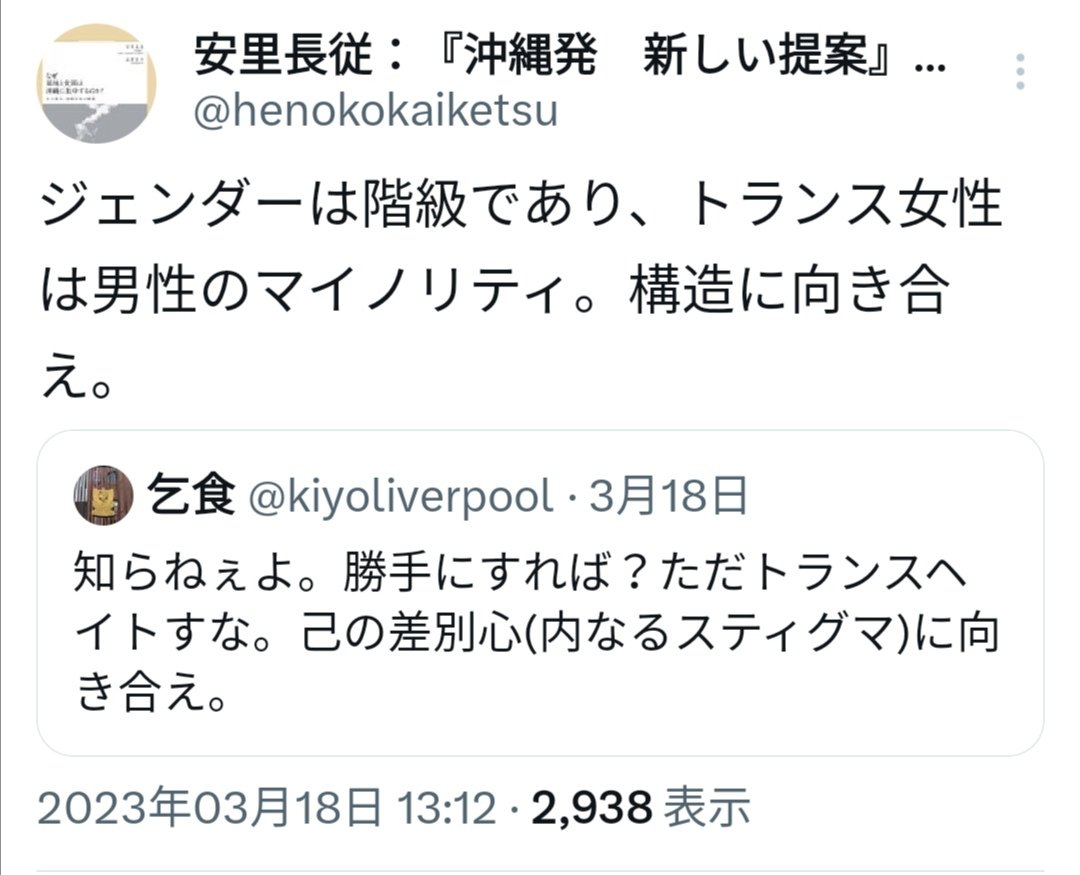 安里長従：『沖縄発　新しい提案』...
@henokokaiketsu
ジェンダーは階級であり、トランス女性
は男性のマイノリティ。構造に向き合
え。
乞食 @kiyoliverpool · 3月18日
知らねぇよ。勝手にすれば？ただトランスヘ
イトすな。己の差別心(内なるスティグマ)に向
き合え。
2023年03月18日 13:12 · 2,938 表示